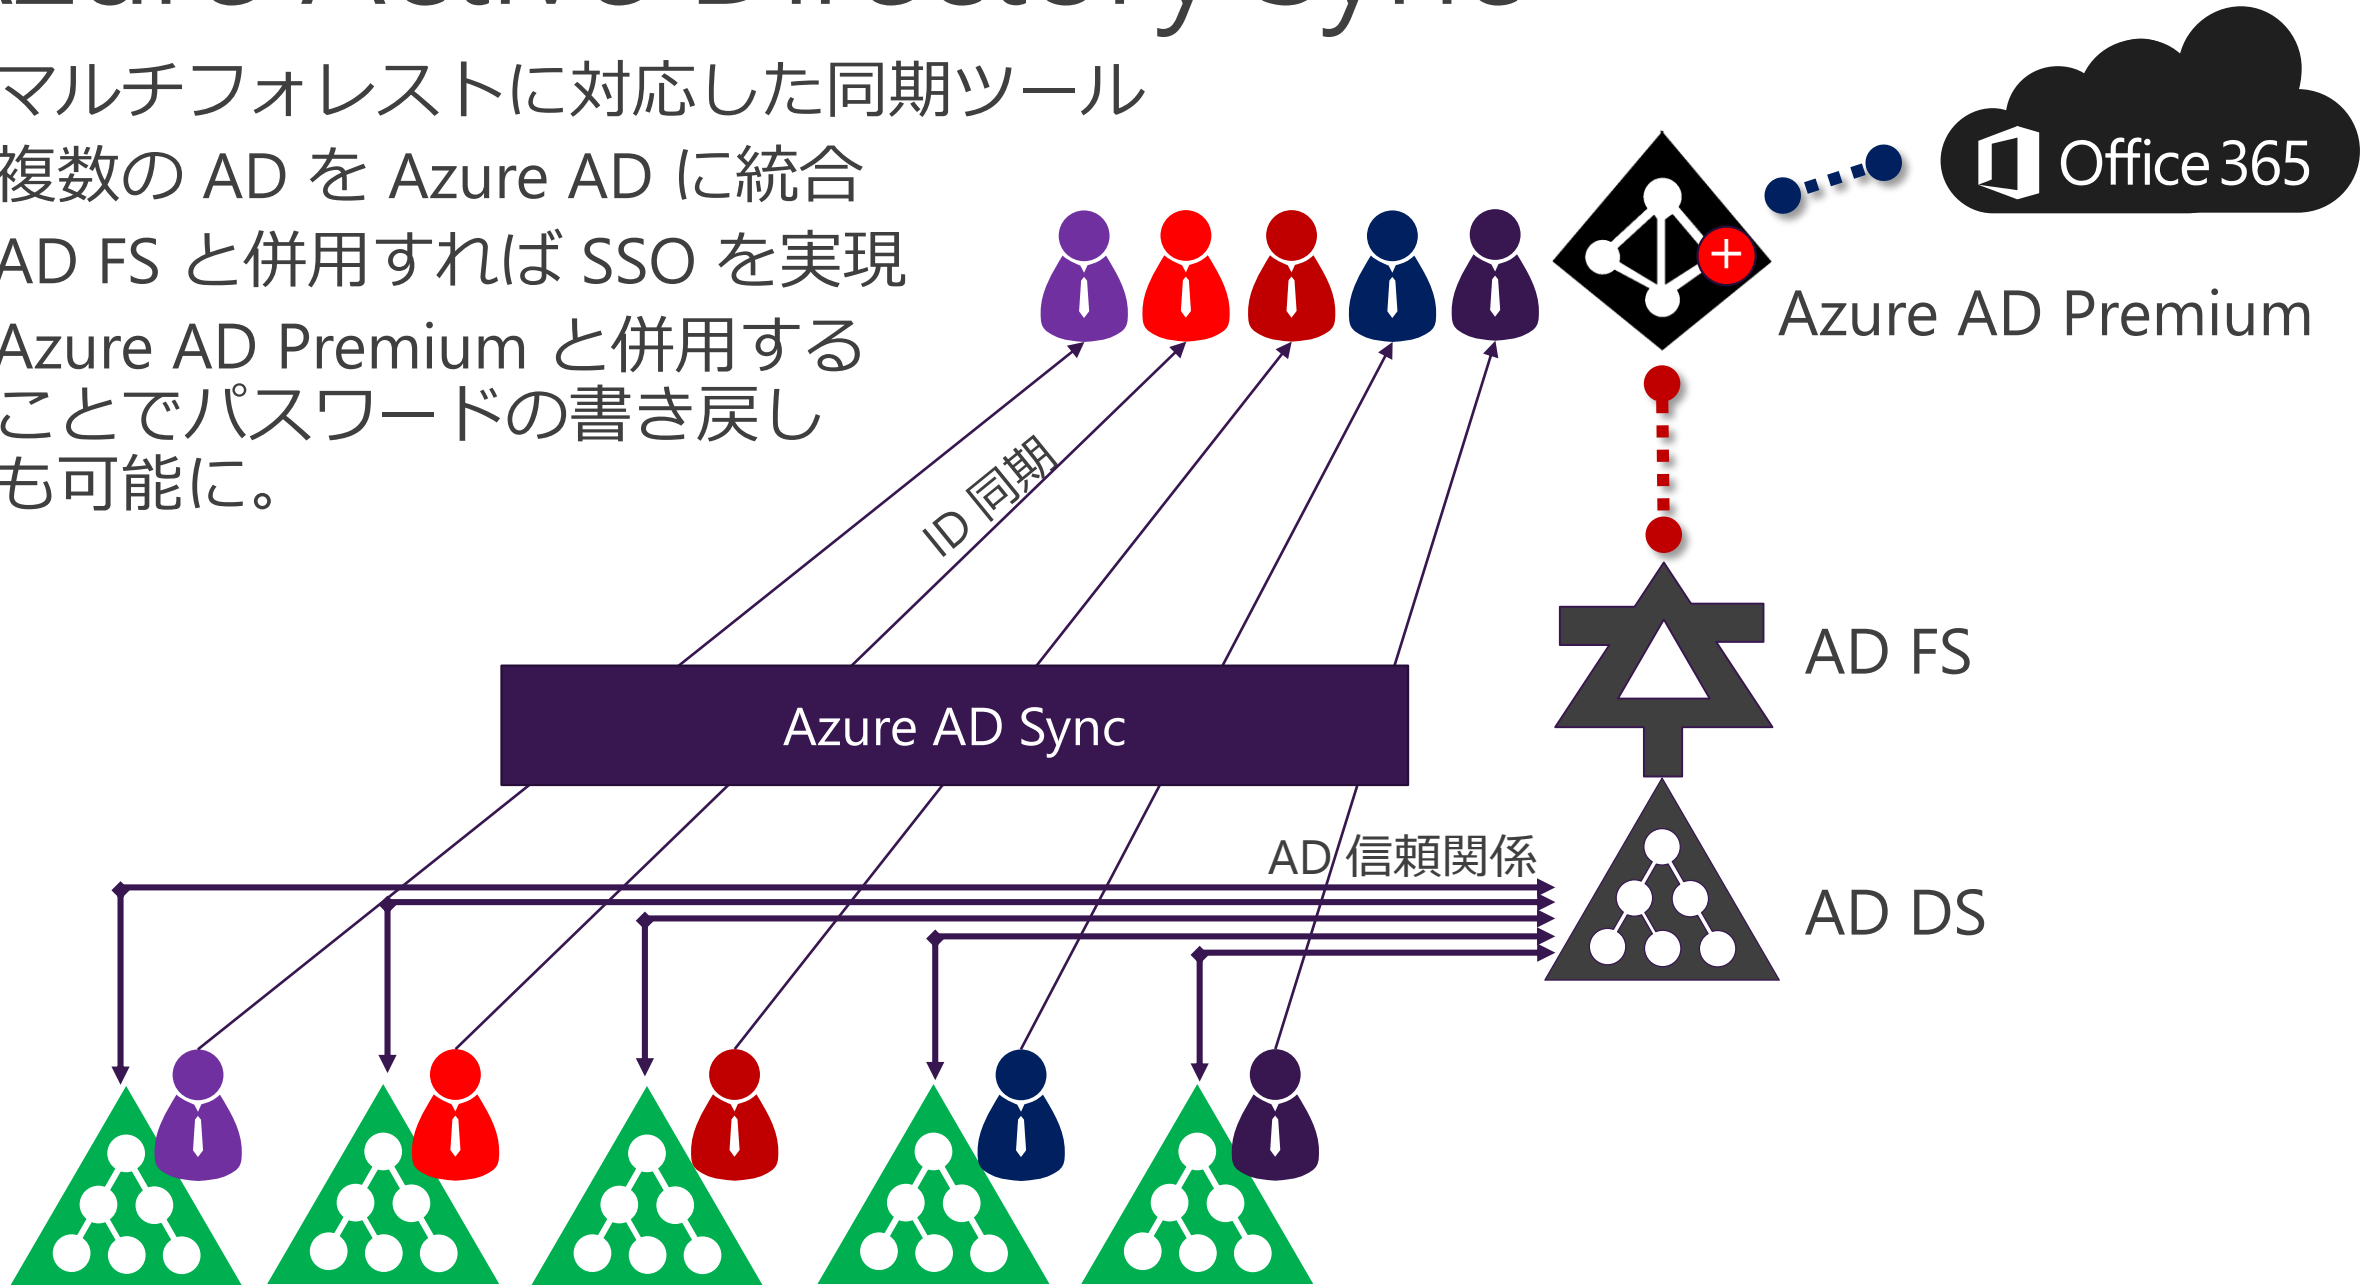 Azure Active Directory Sync
マルチフォレストに対応した同期ツール
複数の AD を Azure AD に統合
AD FS と併用すれば SSO を実現
Azure AD Premium と併用する
ことでパスワードの書き戻し
も可能に。
Office 365
Azure AD Premium
ID 同期
AD FS
Azure AD Sync
AD 信頼関係
AD DS